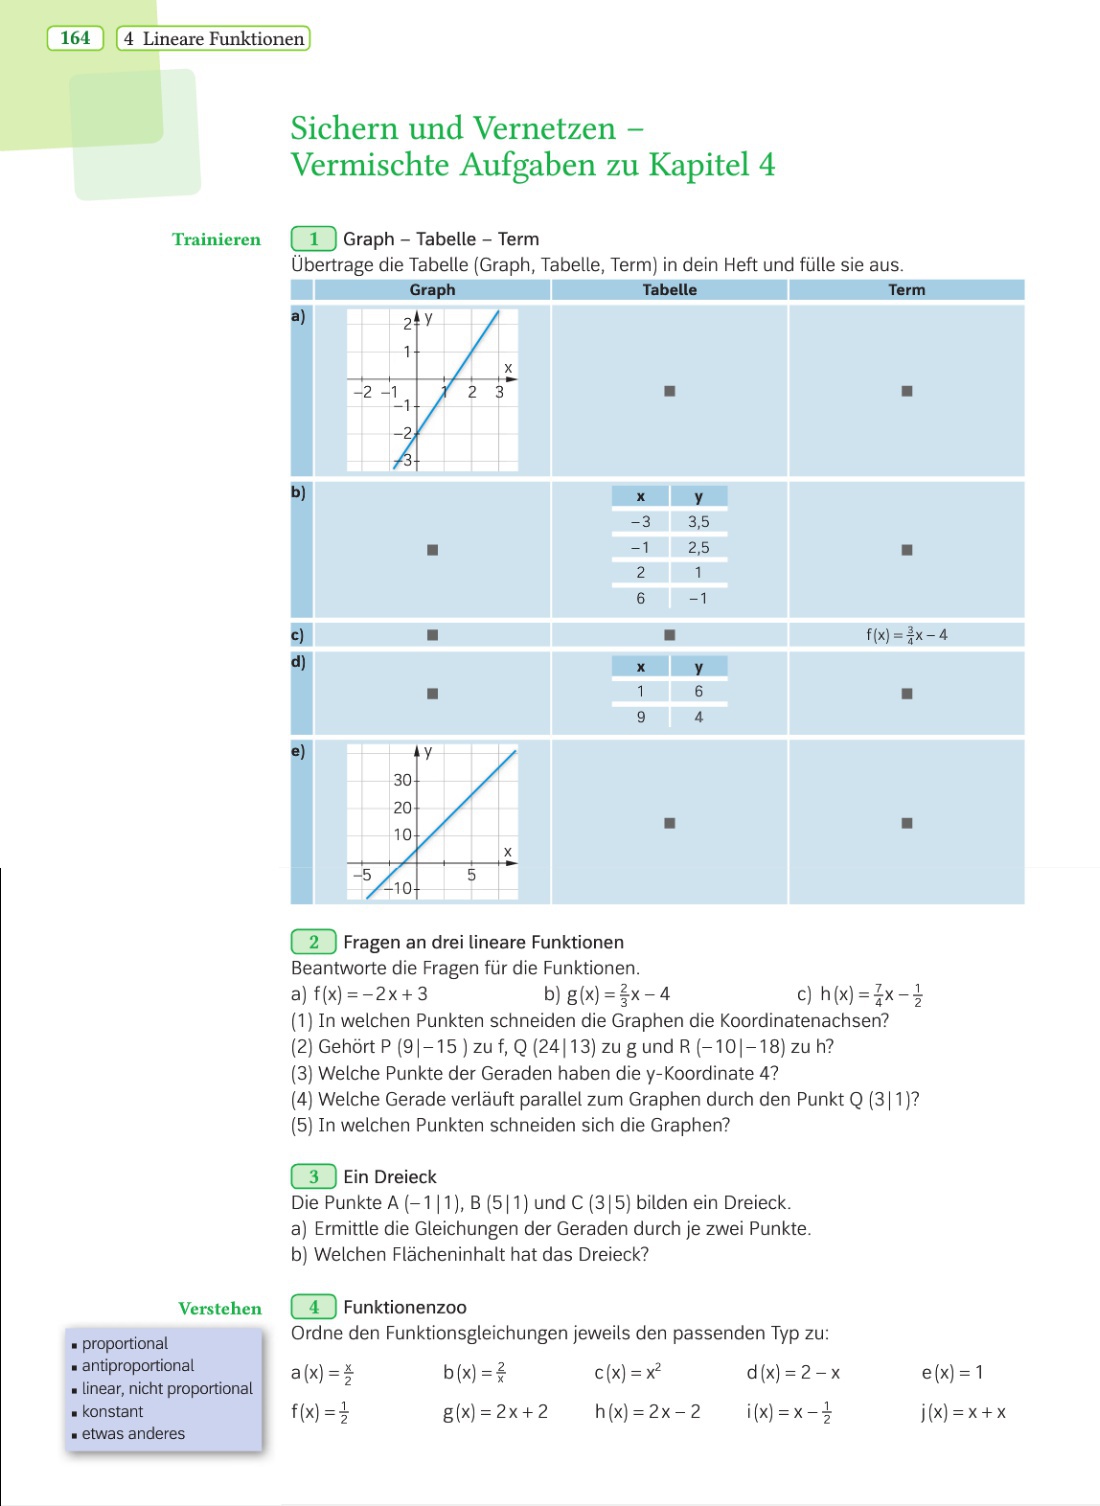 164
4 Lineare Funktionen
Sichern und Vernetzen –
Vermischte Aufgaben zu Kapitel 4
Trainieren
1 Graph – Tabelle – Term
Übertrage die Tabelle (Graph, Tabelle, Term) in dein Heft und fülle sie aus.
Graph Tabelle Term
a)
2 y
1
x
−2 −1 1 2 3
−1
−2
−3
b)
x y
−3 3,5
−1 2,5
2 1
6 −1
c) f(x) = 3/4 x − 4
d)
x y
1 6
9 4
e)
y
30
20
10
x
−5 5
−10
2 Fragen an drei lineare Funktionen
Beantworte die Fragen für die Funktionen.
a) f(x) = −2x + 3 b) g(x) = 2/3 x − 4 c) h(x) = 7/4 x − 1/2
(1) In welchen Punkten schneiden die Graphen die Koordinatenachsen?
(2) Gehört P (9|−15 ) zu f, Q (24|13) zu g und R (−10|−18) zu h?
(3) Welche Punkte der Geraden haben die y-Koordinate 4?
(4) Welche Gerade verläuft parallel zum Graphen durch den Punkt Q (3|1)?
(5) In welchen Punkten schneiden sich die Graphen?
3 Ein Dreieck
Die Punkte A (−1|1), B (5|1) und C (3|5) bilden ein Dreieck.
a) Ermittle die Gleichungen der Geraden durch je zwei Punkte.
b) Welchen Flächeninhalt hat das Dreieck?
Verstehen
4 Funktionenzoo
Ordne den Funktionsgleichungen jeweils den passenden Typ zu:
▪ proportional
▪ antiproportional
▪ linear, nicht proportional
▪ konstant
▪ etwas anderes
a(x) = x/2 b(x) = 2/x c(x) = x² d(x) = 2 − x e(x) = 1
f(x) = 1/2 g(x) = 2x + 2 h(x) = 2x − 2 i(x) = x − 1/2 j(x) = x + x